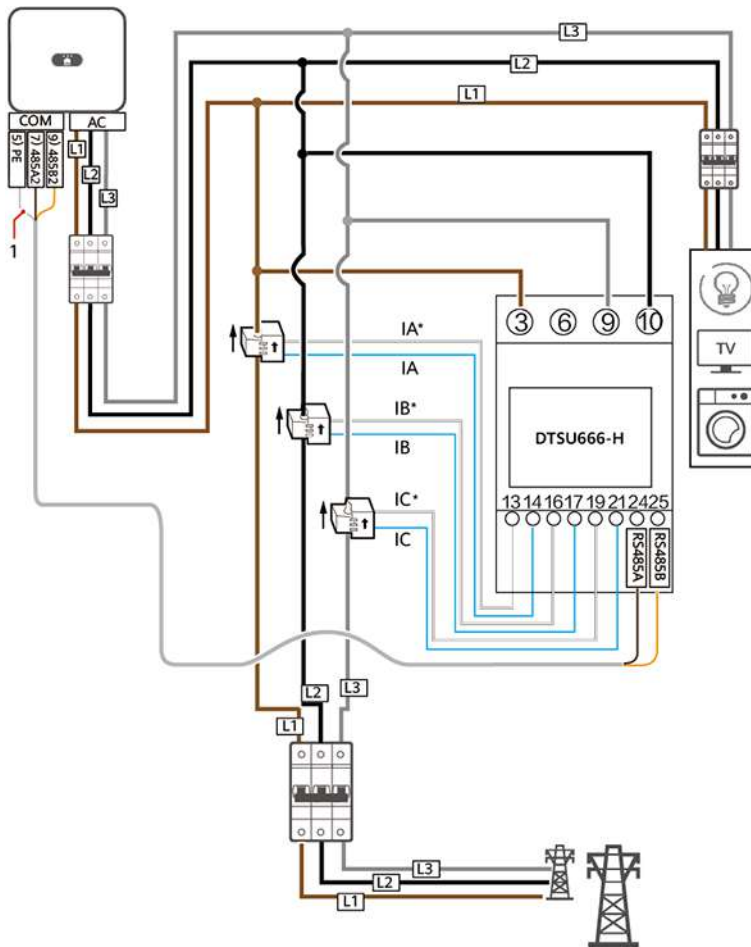 L3
L2
L1
COM
AC
5) PE
7) 485A2
9) 485B2
L1
L2
L3
1
3
6
9
10
IA*
IA
TV
IB*
IB
DTSU666-H
IC*
IC
13 14 16 17 19 21 24 25
RS485A
RS485B
L2
L3
L1
L3
L2
L1